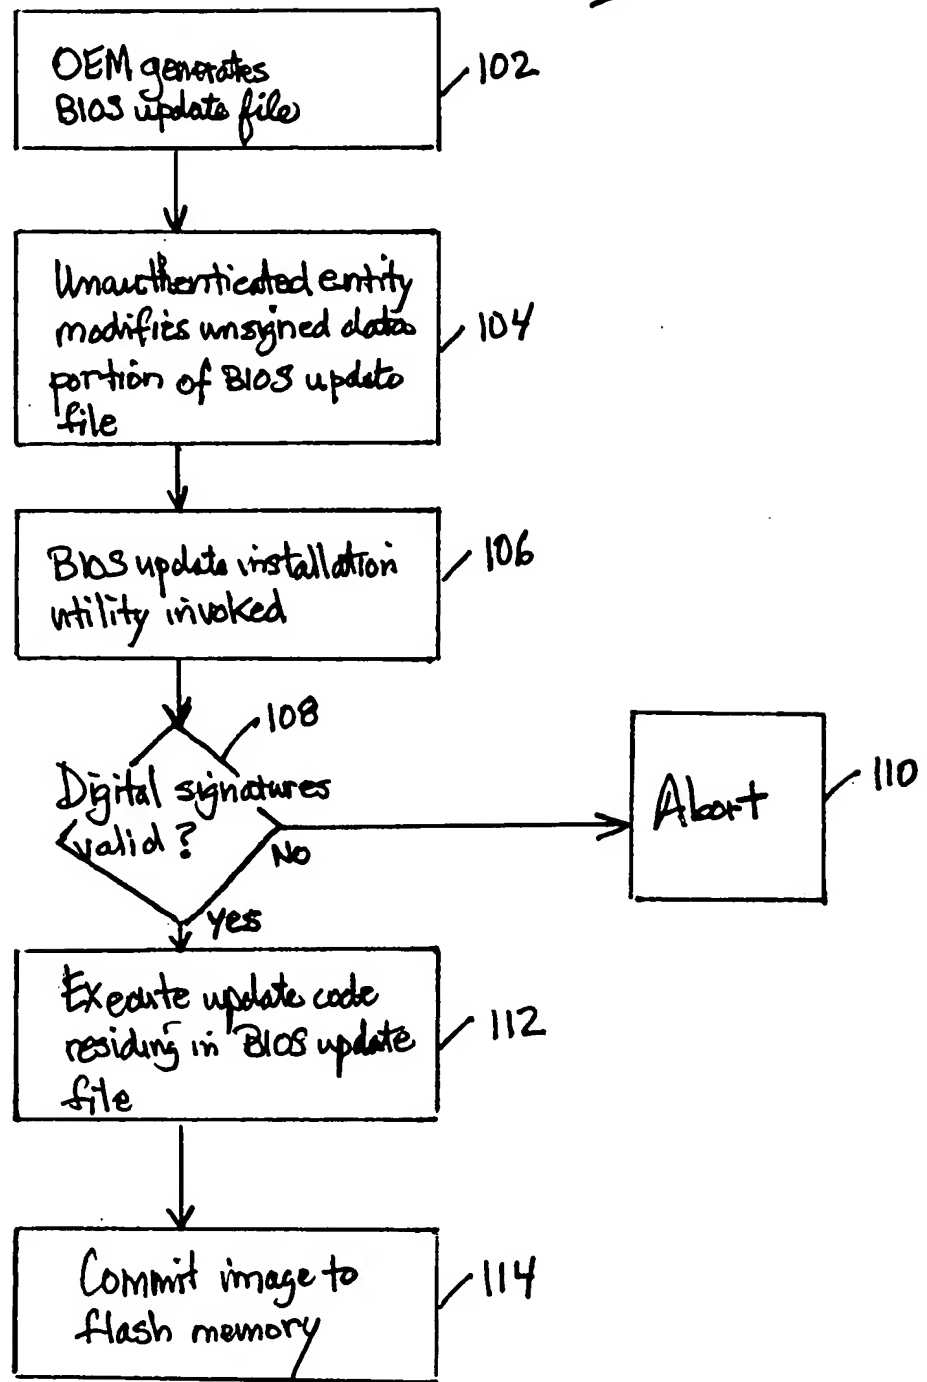 OEM generates
BIOS update file
102
Unauthenticated entity
modifies unsigned data
portion of BIOS update
file
104
BIOS update installation
utility invoked
106
108
Digital signatures
valid?
No
Yes
Abort
110
Execute update code
residing in BIOS update
file
112
Commit image to
flash memory
114